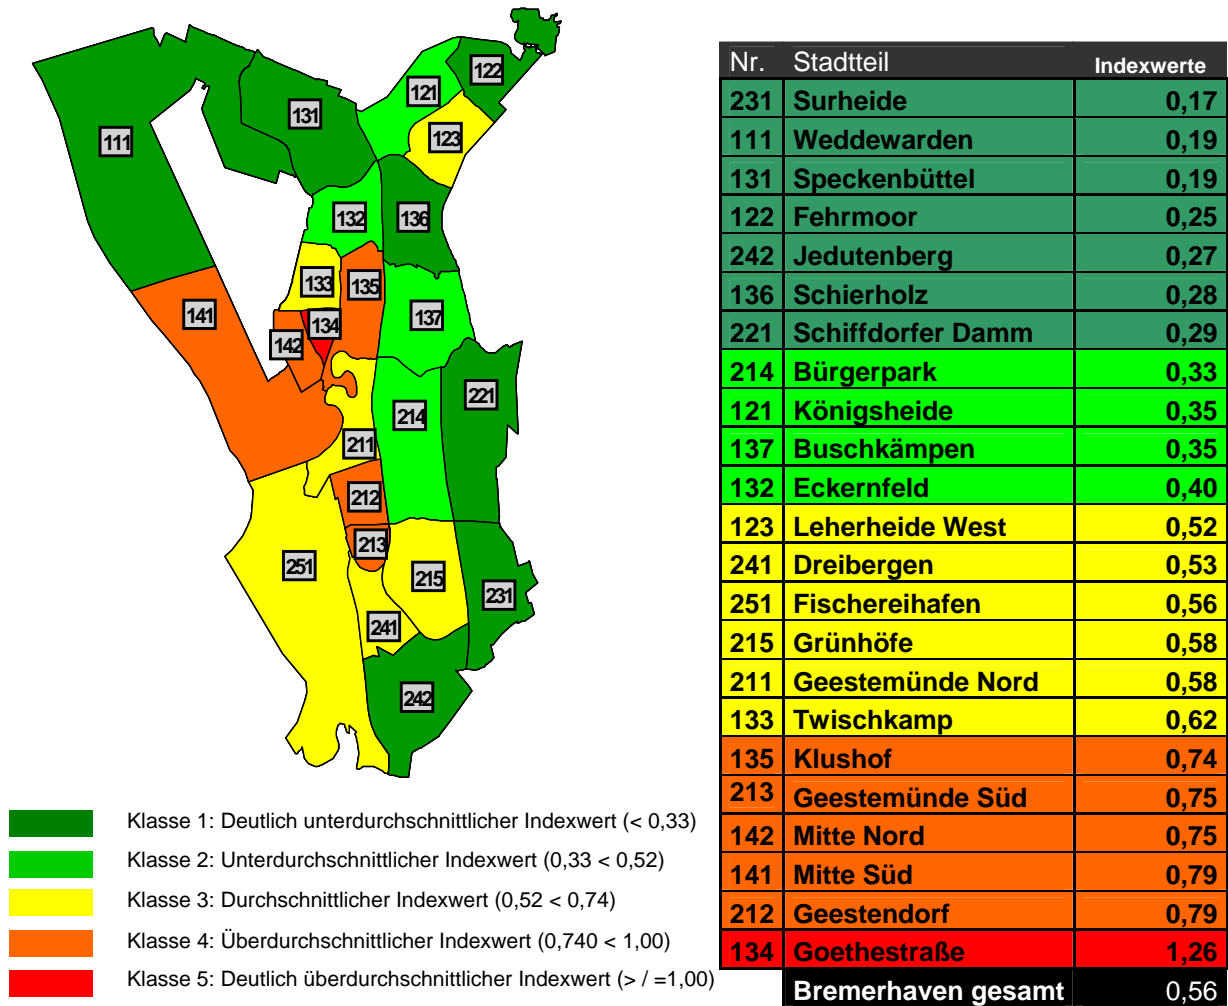 122
121
131
123
111
132
136
133
135
141
134
137
142
221
214
211
212
213
251
215
231
241
242
Klasse 1: Deutlich unterdurchschnittlicher Indexwert (< 0,33)
Klasse 2: Unterdurchschnittlicher Indexwert (0,33 < 0,52)
Klasse 3: Durchschnittlicher Indexwert (0,52 < 0,74)
Klasse 4: Überdurchschnittlicher Indexwert (0,740 < 1,00)
Klasse 5: Deutlich überdurchschnittlicher Indexwert (> / =1,00)
Nr. Stadtteil Indexwerte
231 Surheide 0,17
111 Weddewarden 0,19
131 Speckenbüttel 0,19
122 Fehrmoor 0,25
242 Jedutenberg 0,27
136 Schierholz 0,28
221 Schiffdorfer Damm 0,29
214 Bürgerpark 0,33
121 Königsheide 0,35
137 Buschkämpen 0,35
132 Eckernfeld 0,40
123 Leherheide West 0,52
241 Dreibergen 0,53
251 Fischereihafen 0,56
215 Grünhöfe 0,58
211 Geestemünde Nord 0,58
133 Twischkamp 0,62
135 Klushof 0,74
213 Geestemünde Süd 0,75
142 Mitte Nord 0,75
141 Mitte Süd 0,79
212 Geestendorf 0,79
134 Goethestraße 1,26
Bremerhaven gesamt 0,56